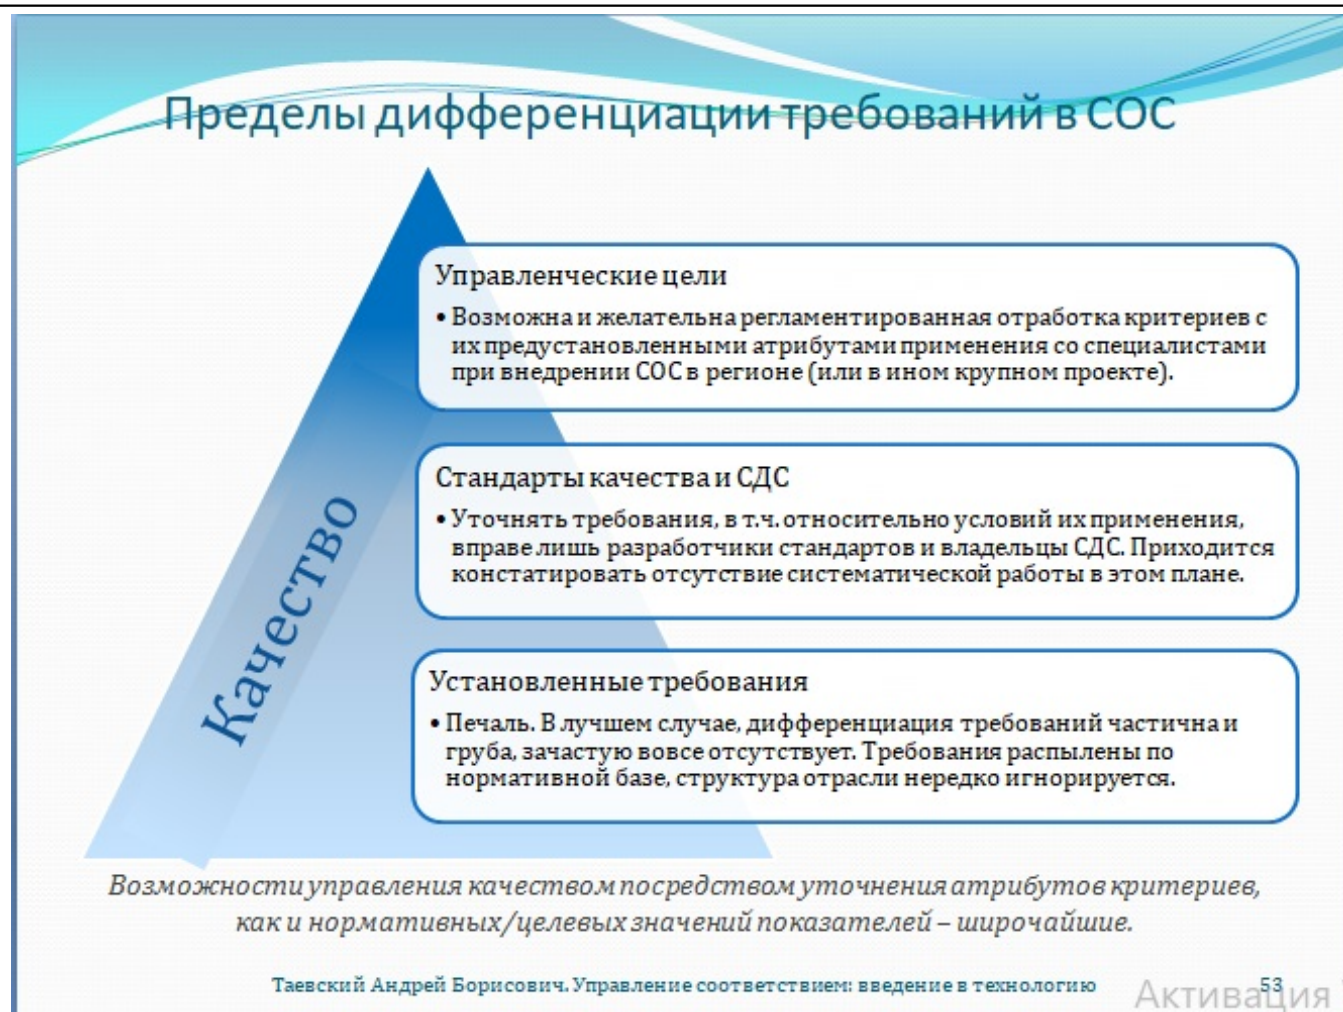 Пределы дифференциации требований в СОС
Управленческие цели
• Возможна и желательна регламентированная отработка критериев с
их предустановленными атрибутами применения со специалистами
при внедрении СОС в регионе (или в ином крупном проекте).
Стандарты качества и СДС
• Уточнять требования, в т.ч. относительно условий их применения,
вправе лишь разработчики стандартов и владельцы СДС. Приходится
констатировать отсутствие систематической работы в этом плане.
Качество
Установленные требования
• Печаль. В лучшем случае, дифференциация требований частична и
груба, зачастую вовсе отсутствует. Требования распылены по
нормативной базе, структура отрасли нередко игнорируется.
Возможности управления качеством посредством уточнения атрибутов критериев,
как и нормативных/целевых значений показателей – широчайшие.
Таевский Андрей Борисович. Управление соответствием: введение в технологию
53
Активация